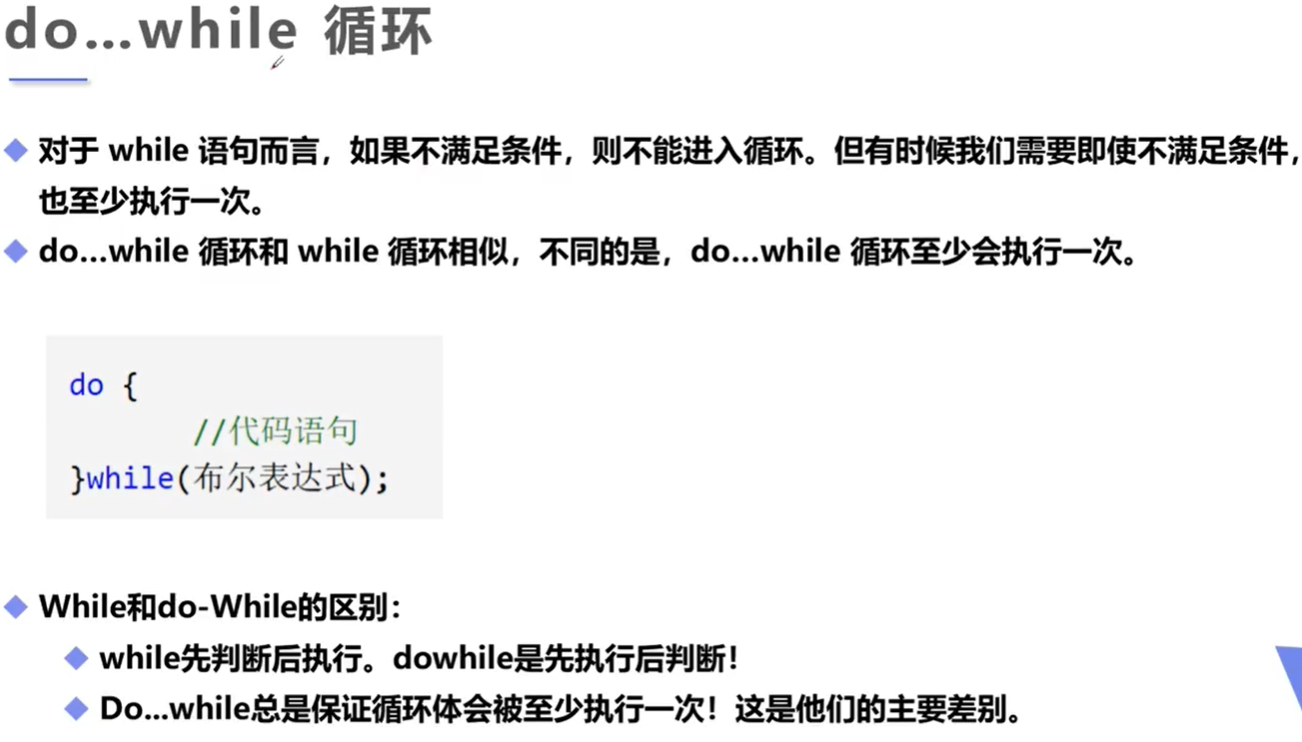 do...while 循环
对于 while 语句而言，如果不满足条件，则不能进入循环。但有时候我们需要即使不满足条件，
也至少执行一次。
do...while 循环和 while 循环相似，不同的是，do...while 循环至少会执行一次。
do {
//代码语句
}while(布尔表达式);
While和do-While的区别：
while先判断后执行。dowhile是先执行后判断！
Do...while总是保证循环体会被至少执行一次！这是他们的主要差别。